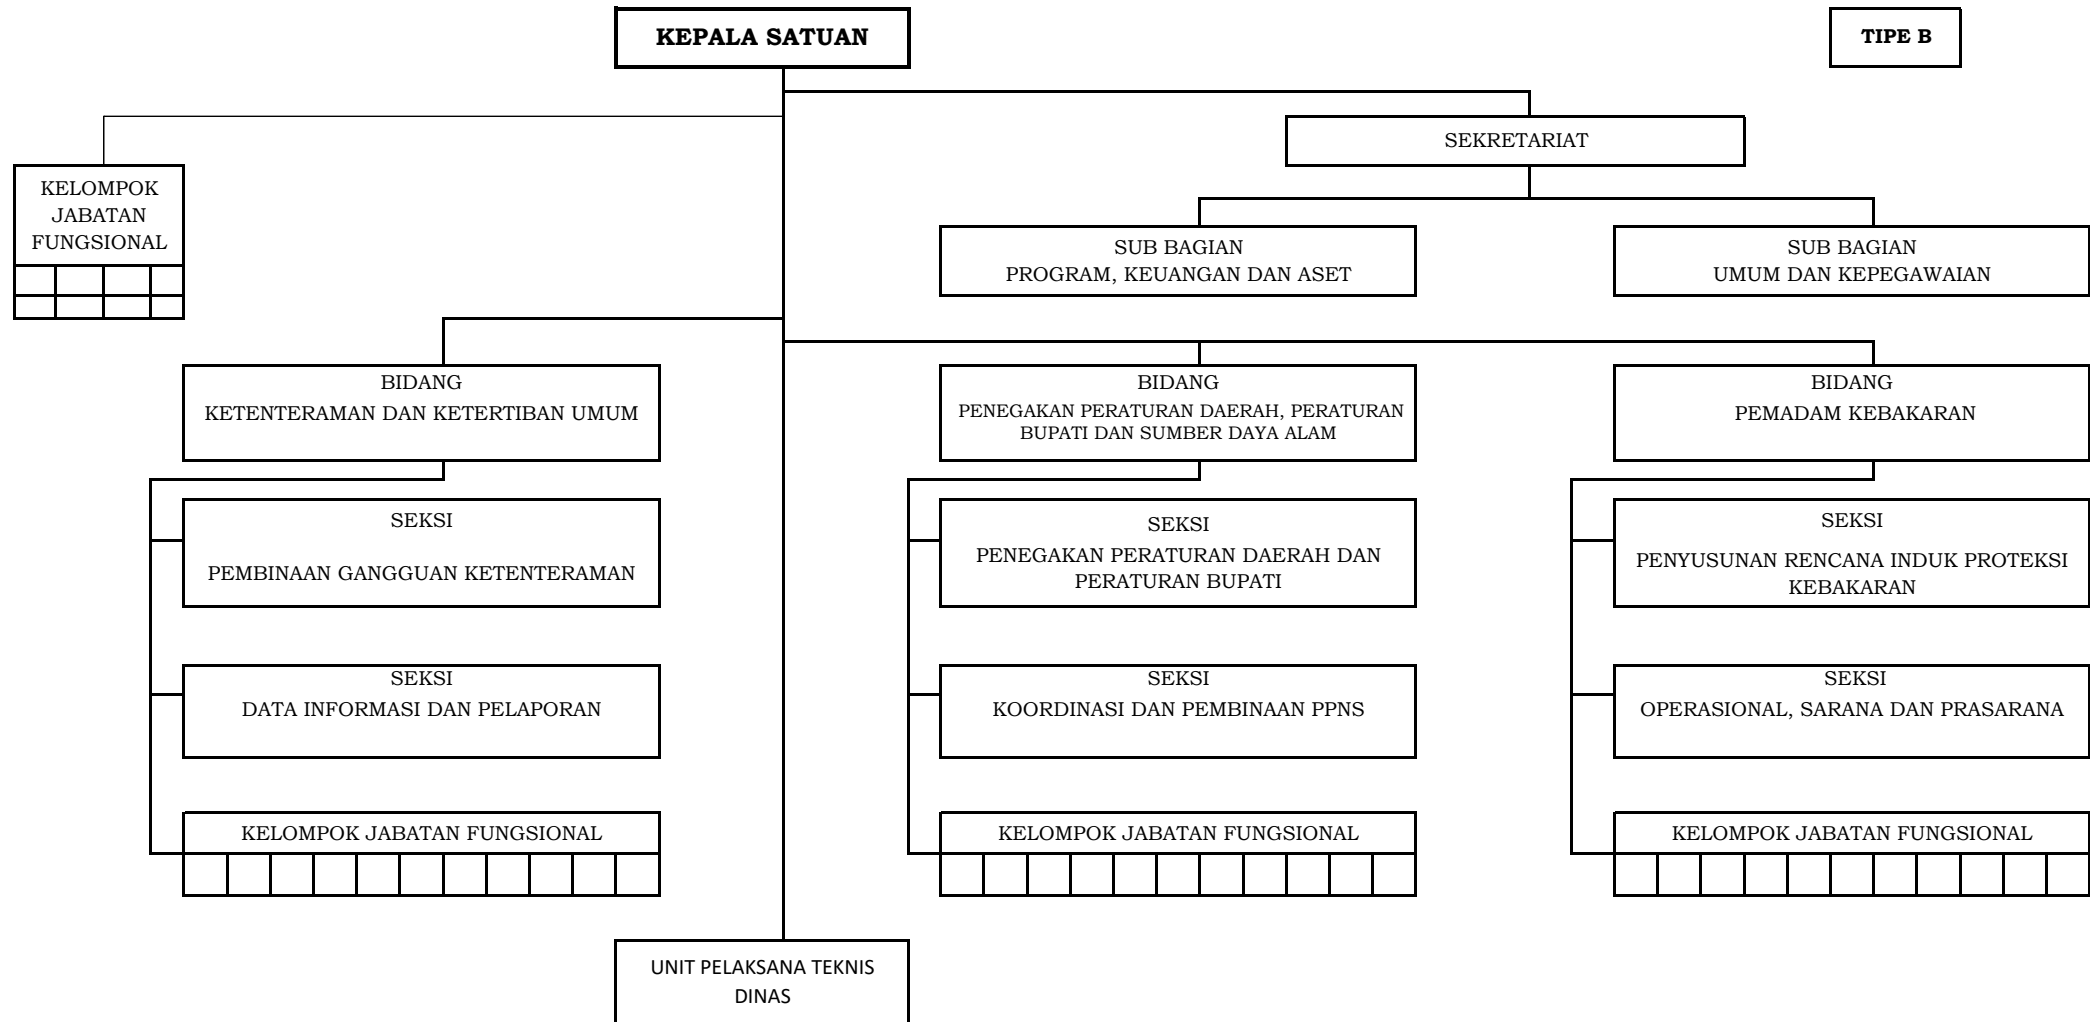 KEPALA SATUAN
TIPE B
SEKRETARIAT
KELOMPOK
JABATAN
FUNGSIONAL
SUB BAGIAN
PROGRAM, KEUANGAN DAN ASET
SUB BAGIAN
UMUM DAN KEPEGAWAIAN
BIDANG
KETENTERAMAN DAN KETERTIBAN UMUM
BIDANG
PENEGAKAN PERATURAN DAERAH, PERATURAN
BUPATI DAN SUMBER DAYA ALAM
BIDANG
PEMADAM KEBAKARAN
SEKSI
PEMBINAAN GANGGUAN KETENTERAMAN
SEKSI
PENEGAKAN PERATURAN DAERAH DAN
PERATURAN BUPATI
SEKSI
PENYUSUNAN RENCANA INDUK PROTEKSI
KEBAKARAN
SEKSI
DATA INFORMASI DAN PELAPORAN
SEKSI
KOORDINASI DAN PEMBINAAN PPNS
SEKSI
OPERASIONAL, SARANA DAN PRASARANA
KELOMPOK JABATAN FUNGSIONAL
KELOMPOK JABATAN FUNGSIONAL
KELOMPOK JABATAN FUNGSIONAL
UNIT PELAKSANA TEKNIS
DINAS